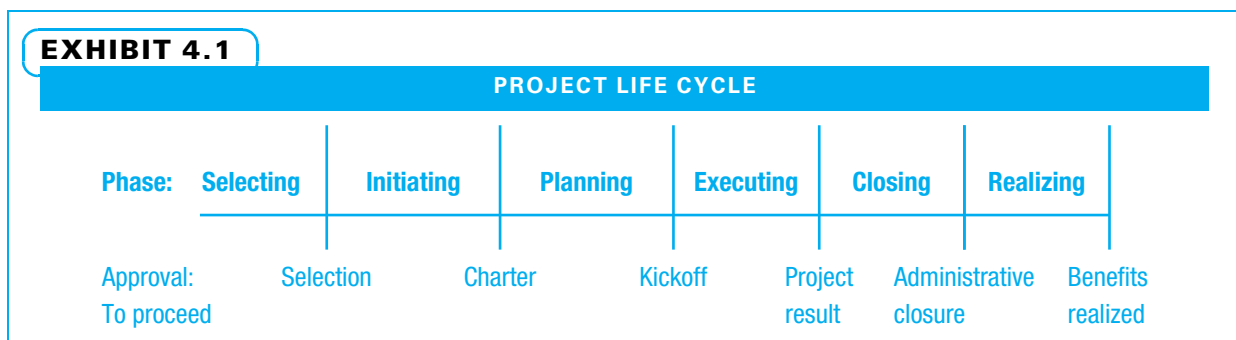 EXHIBIT 4.1
PROJECT LIFE CYCLE
Phase: Selecting Initiating Planning Executing Closing Realizing
Approval: Selection Charter Kickoff Project Administrative Benefits
To proceed result closure realized